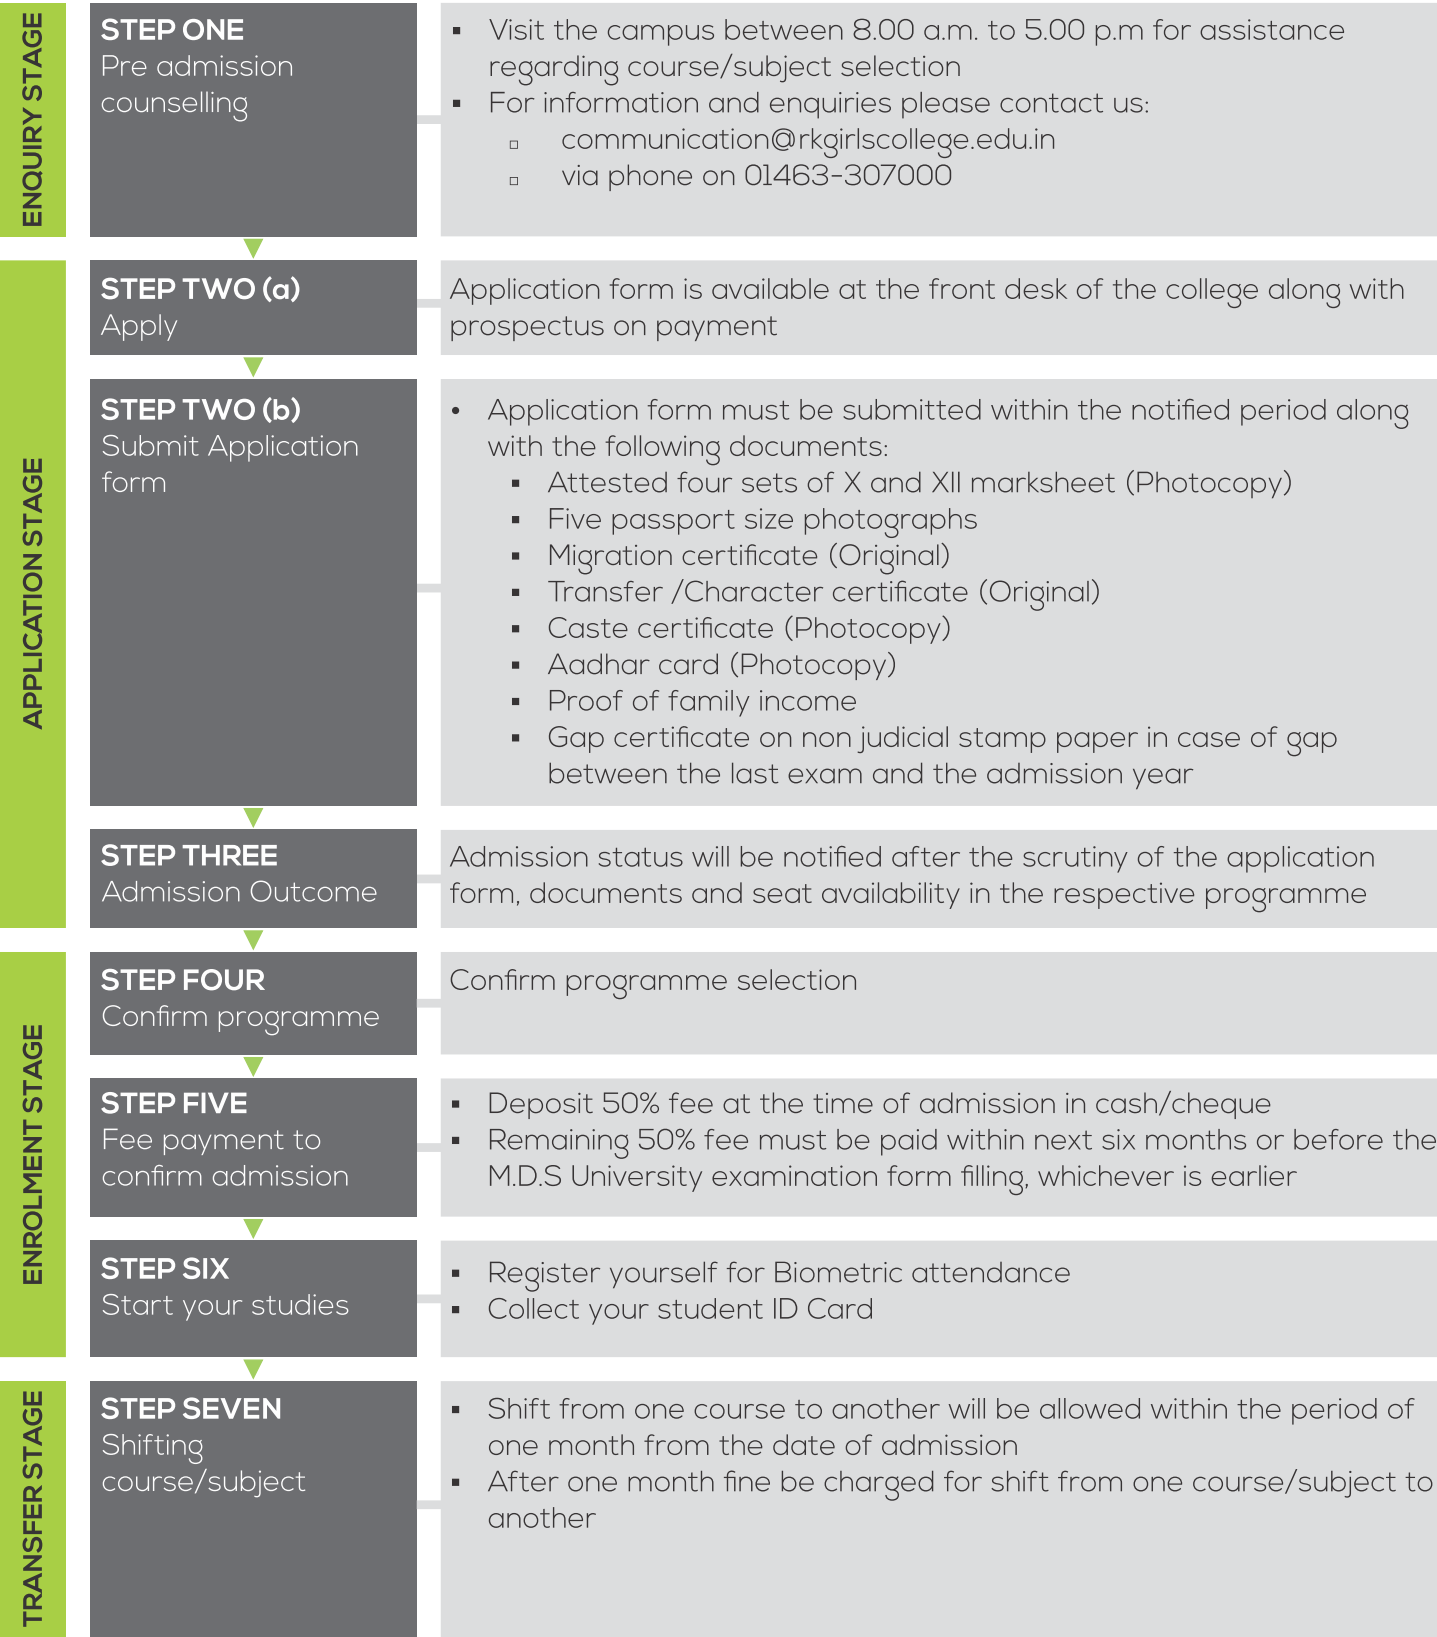 ENQUIRY STAGE
STEP ONE
Pre admission
counselling
▪ Visit the campus between 8.00 a.m. to 5.00 p.m for assistance
regarding course/subject selection
▪ For information and enquiries please contact us:
▫ communication@rkgirlscollege.edu.in
▫ via phone on 01463-307000
APPLICATION STAGE
STEP TWO (a)
Apply
Application form is available at the front desk of the college along with
prospectus on payment
STEP TWO (b)
Submit Application
form
• Application form must be submitted within the notified period along
with the following documents:
▪ Attested four sets of X and XII marksheet (Photocopy)
▪ Five passport size photographs
▪ Migration certificate (Original)
▪ Transfer /Character certificate (Original)
▪ Caste certificate (Photocopy)
▪ Aadhar card (Photocopy)
▪ Proof of family income
▪ Gap certificate on non judicial stamp paper in case of gap
between the last exam and the admission year
STEP THREE
Admission Outcome
Admission status will be notified after the scrutiny of the application
form, documents and seat availability in the respective programme
ENROLMENT STAGE
STEP FOUR
Confirm programme
Confirm programme selection
STEP FIVE
Fee payment to
confirm admission
▪ Deposit 50% fee at the time of admission in cash/cheque
▪ Remaining 50% fee must be paid within next six months or before the
M.D.S University examination form filling, whichever is earlier
STEP SIX
Start your studies
▪ Register yourself for Biometric attendance
▪ Collect your student ID Card
TRANSFER STAGE
STEP SEVEN
Shifting
course/subject
▪ Shift from one course to another will be allowed within the period of
one month from the date of admission
▪ After one month fine be charged for shift from one course/subject to
another